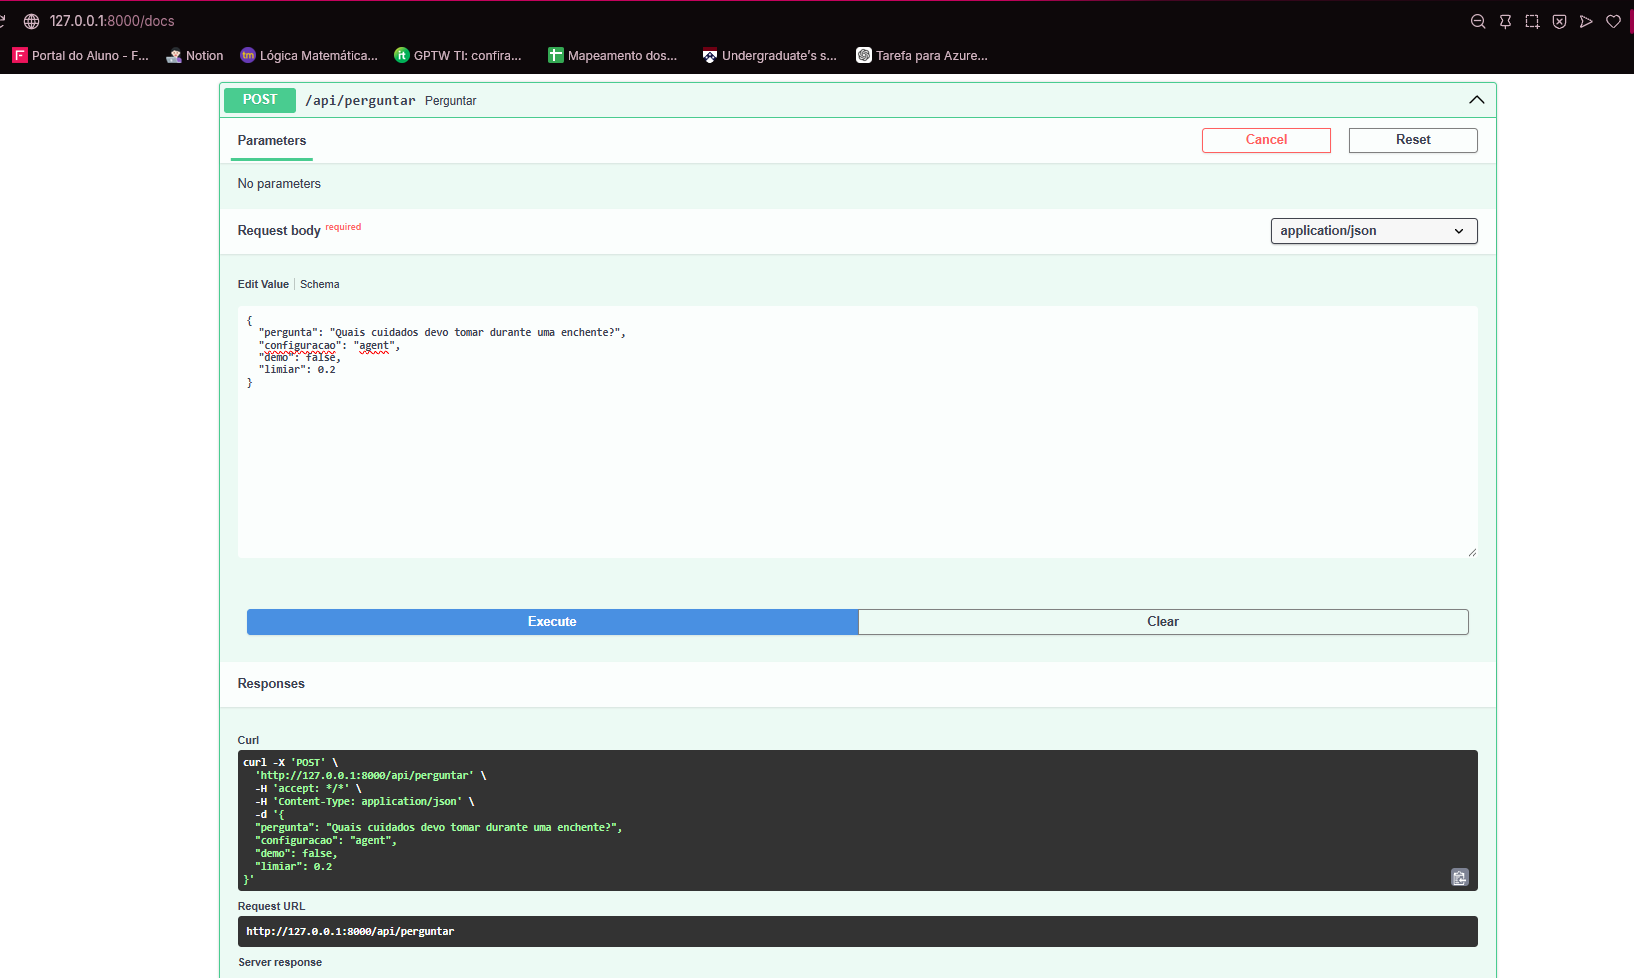 127.0.0.1:8000/docs
Portal do Aluno - F...
Notion
Lógica Matemática...
GPTW TI: confira...
Mapeamento dos...
Undergraduate's s...
Tarefa para Azure...
POST /api/perguntar Perguntar
Parameters
Cancel
Reset
No parameters
Request body required
application/json
Edit Value | Schema
{
  "pergunta": "Quais cuidados devo tomar durante uma enchente?",
  "configuracao": "agent",
  "demo": false,
  "limiar": 0.2
}
Execute
Clear
Responses
Curl
curl -X 'POST' \
  'http://127.0.0.1:8000/api/perguntar' \
  -H 'accept: */*' \
  -H 'Content-Type: application/json' \
  -d '{
  "pergunta": "Quais cuidados devo tomar durante uma enchente?",
  "configuracao": "agent",
  "demo": false,
  "limiar": 0.2
}'
Request URL
http://127.0.0.1:8000/api/perguntar
Server response